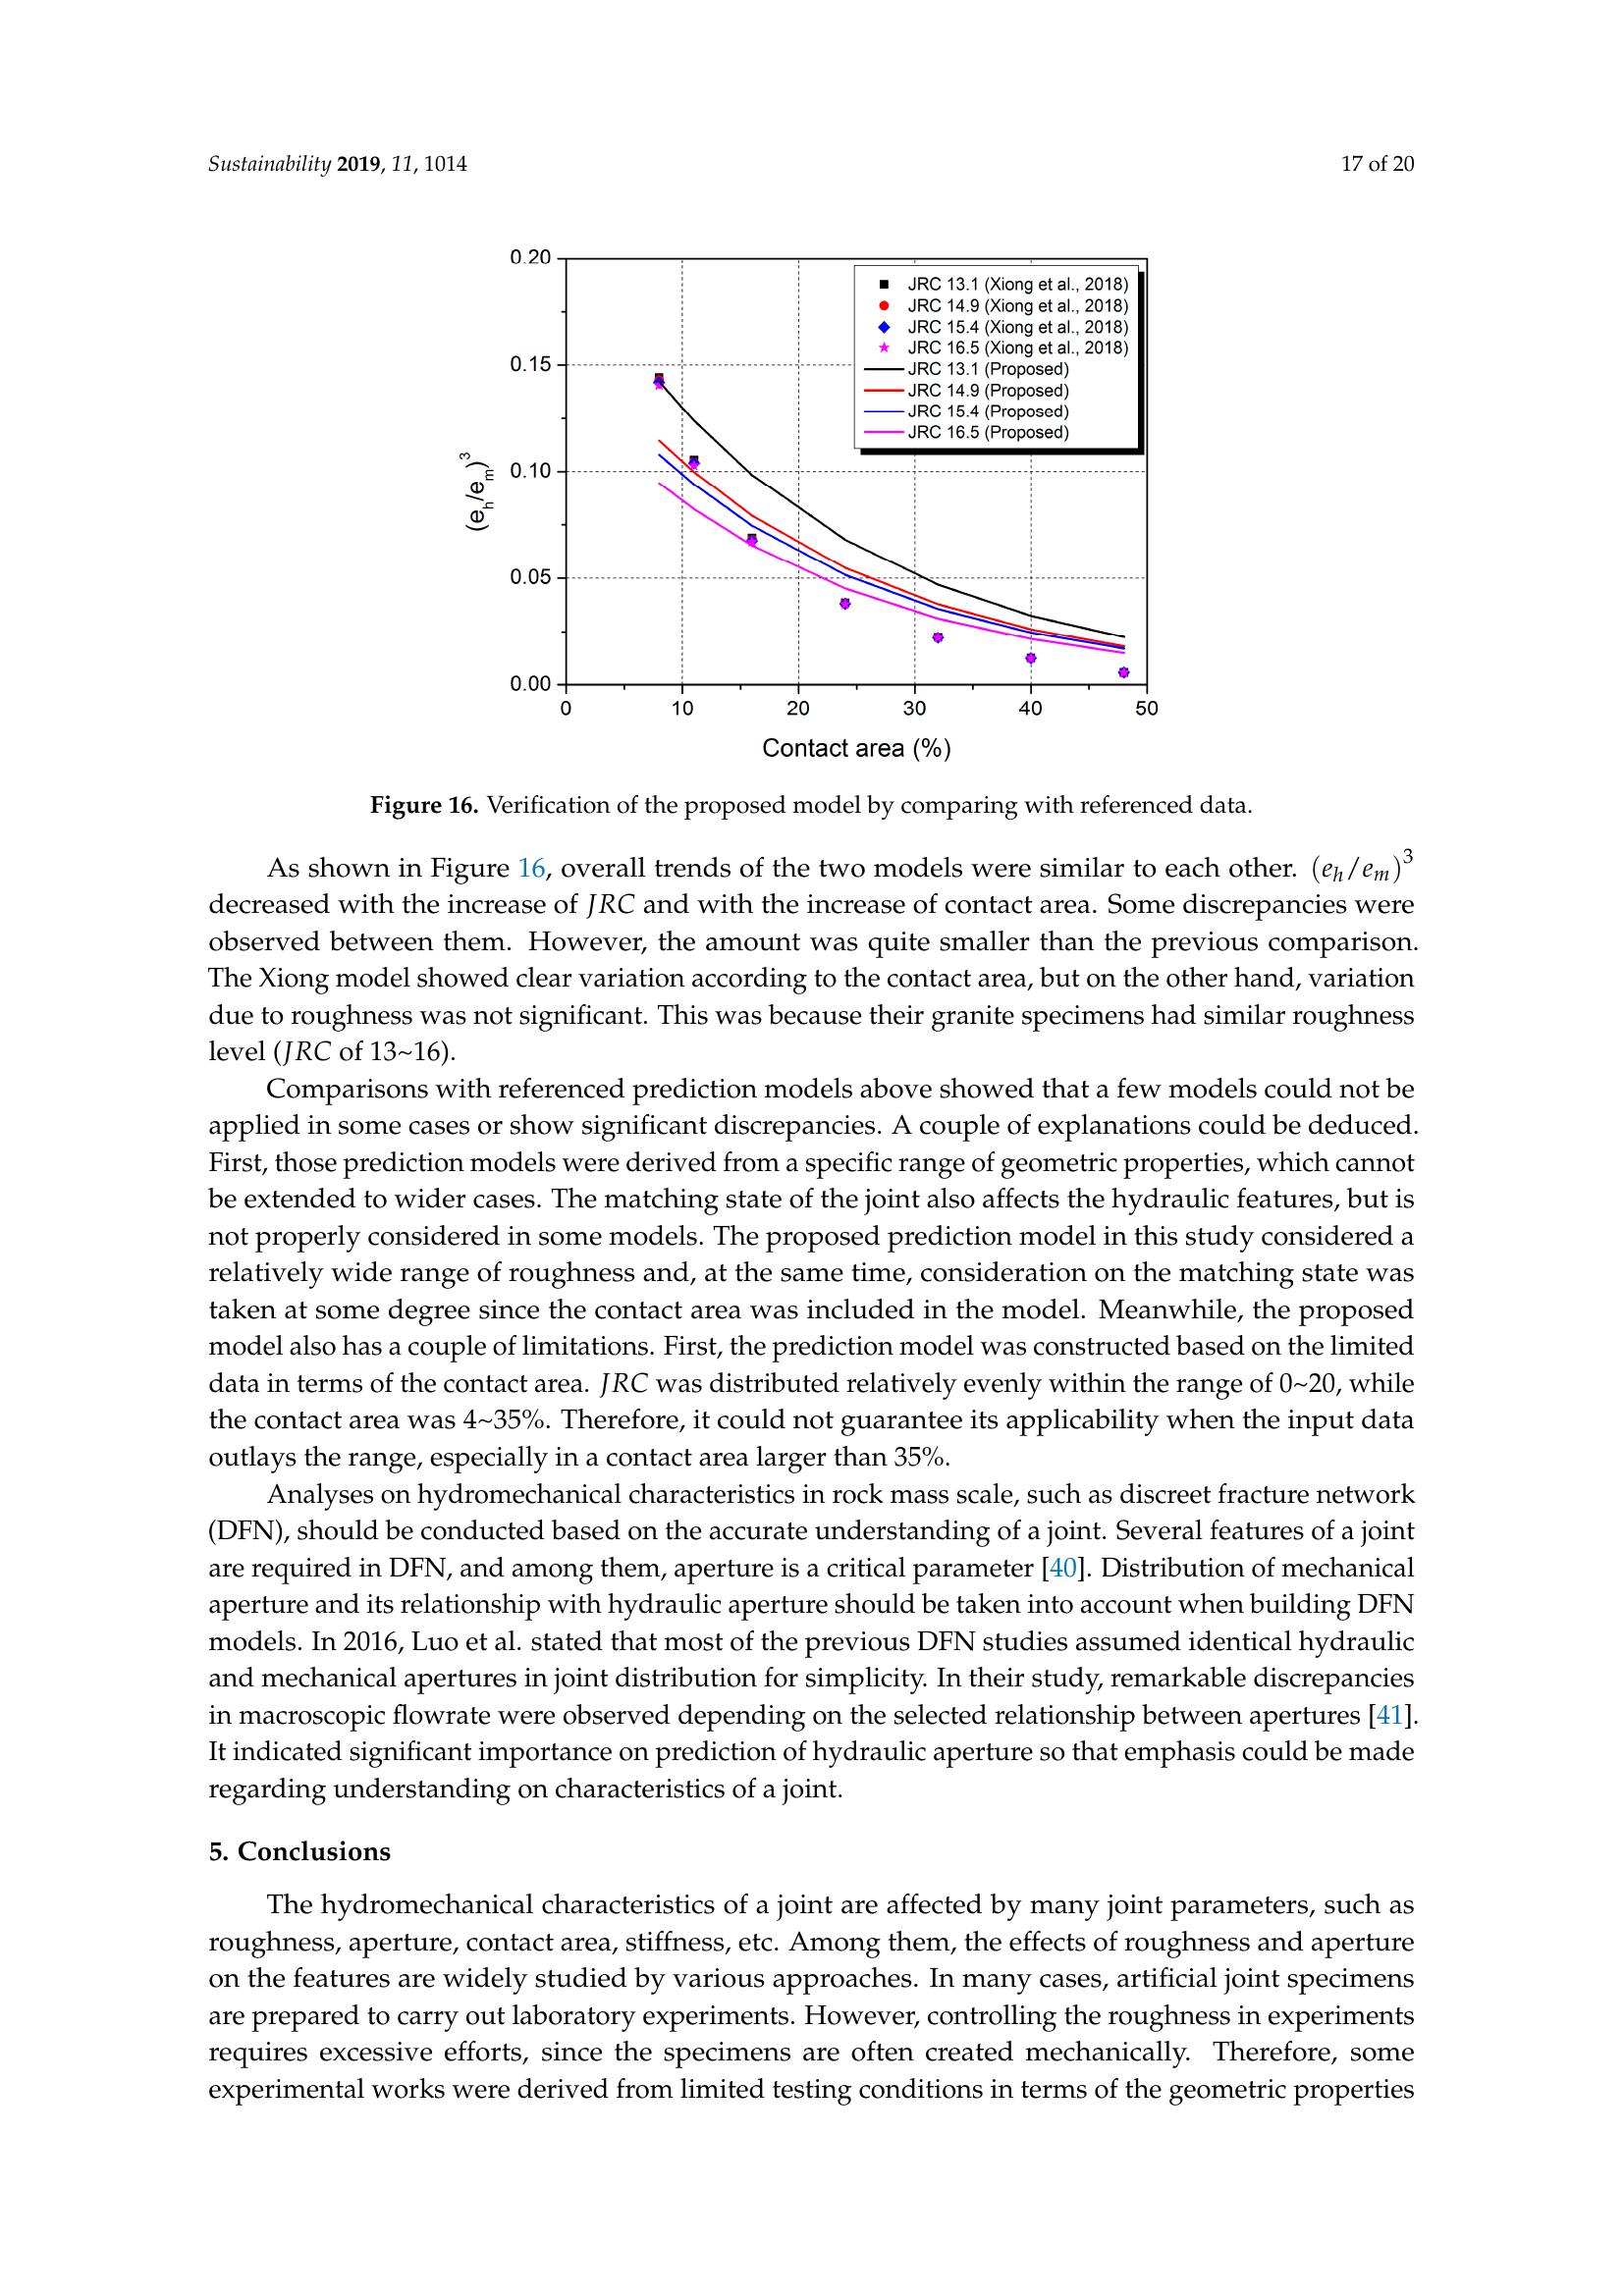 Sustainability 2019, 11, 1014
17 of 20
0.20
0.15
0.10
0.05
0.00
(eh/em)3
JRC 13.1 (Xiong et al., 2018)
JRC 14.9 (Xiong et al., 2018)
JRC 15.4 (Xiong et al., 2018)
JRC 16.5 (Xiong et al., 2018)
JRC 13.1 (Proposed)
JRC 14.9 (Proposed)
JRC 15.4 (Proposed)
JRC 16.5 (Proposed)
0 10 20 30 40 50
Contact area (%)
Figure 16. Verification of the proposed model by comparing with referenced data.
As shown in Figure 16, overall trends of the two models were similar to each other. (eh/em)3
decreased with the increase of JRC and with the increase of contact area. Some discrepancies were
observed between them. However, the amount was quite smaller than the previous comparison.
The Xiong model showed clear variation according to the contact area, but on the other hand, variation
due to roughness was not significant. This was because their granite specimens had similar roughness
level (JRC of 13~16).
Comparisons with referenced prediction models above showed that a few models could not be
applied in some cases or show significant discrepancies. A couple of explanations could be deduced.
First, those prediction models were derived from a specific range of geometric properties, which cannot
be extended to wider cases. The matching state of the joint also affects the hydraulic features, but is
not properly considered in some models. The proposed prediction model in this study considered a
relatively wide range of roughness and, at the same time, consideration on the matching state was
taken at some degree since the contact area was included in the model. Meanwhile, the proposed
model also has a couple of limitations. First, the prediction model was constructed based on the limited
data in terms of the contact area. JRC was distributed relatively evenly within the range of 0~20, while
the contact area was 4~35%. Therefore, it could not guarantee its applicability when the input data
outlays the range, especially in a contact area larger than 35%.
Analyses on hydromechanical characteristics in rock mass scale, such as discreet fracture network
(DFN), should be conducted based on the accurate understanding of a joint. Several features of a joint
are required in DFN, and among them, aperture is a critical parameter [40]. Distribution of mechanical
aperture and its relationship with hydraulic aperture should be taken into account when building DFN
models. In 2016, Luo et al. stated that most of the previous DFN studies assumed identical hydraulic
and mechanical apertures in joint distribution for simplicity. In their study, remarkable discrepancies
in macroscopic flowrate were observed depending on the selected relationship between apertures [41].
It indicated significant importance on prediction of hydraulic aperture so that emphasis could be made
regarding understanding on characteristics of a joint.
5. Conclusions
The hydromechanical characteristics of a joint are affected by many joint parameters, such as
roughness, aperture, contact area, stiffness, etc. Among them, the effects of roughness and aperture
on the features are widely studied by various approaches. In many cases, artificial joint specimens
are prepared to carry out laboratory experiments. However, controlling the roughness in experiments
requires excessive efforts, since the specimens are often created mechanically. Therefore, some
experimental works were derived from limited testing conditions in terms of the geometric properties